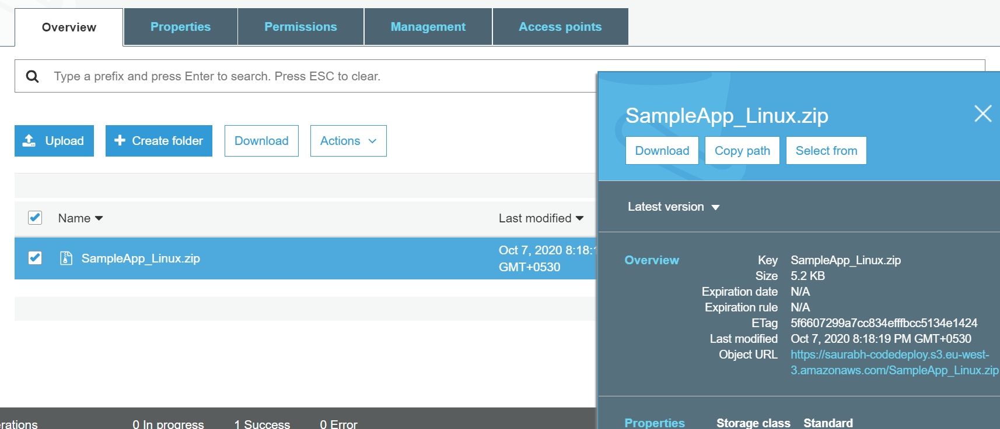 Overview
Properties
Permissions
Management
Access points
Type a prefix and press Enter to search. Press ESC to clear.
Upload
Create folder
Download
Actions
Name
Last modified
SampleApp_Linux.zip
Oct 7, 2020 8:18:1
GMT+0530
SampleApp_Linux.zip
Download
Copy path
Select from
Latest version
Overview
Key SampleApp_Linux.zip
Size 5.2 KB
Expiration date N/A
Expiration rule N/A
ETag 5f6607299a7cc834efffbcc5134e1424
Last modified Oct 7, 2020 8:18:19 PM GMT+0530
Object URL https://saurabh-codedeploy.s3.eu-west-
3.amazonaws.com/SampleApp_Linux.zip
Properties
Storage class Standard
erations
0 In progress
1 Success
0 Error